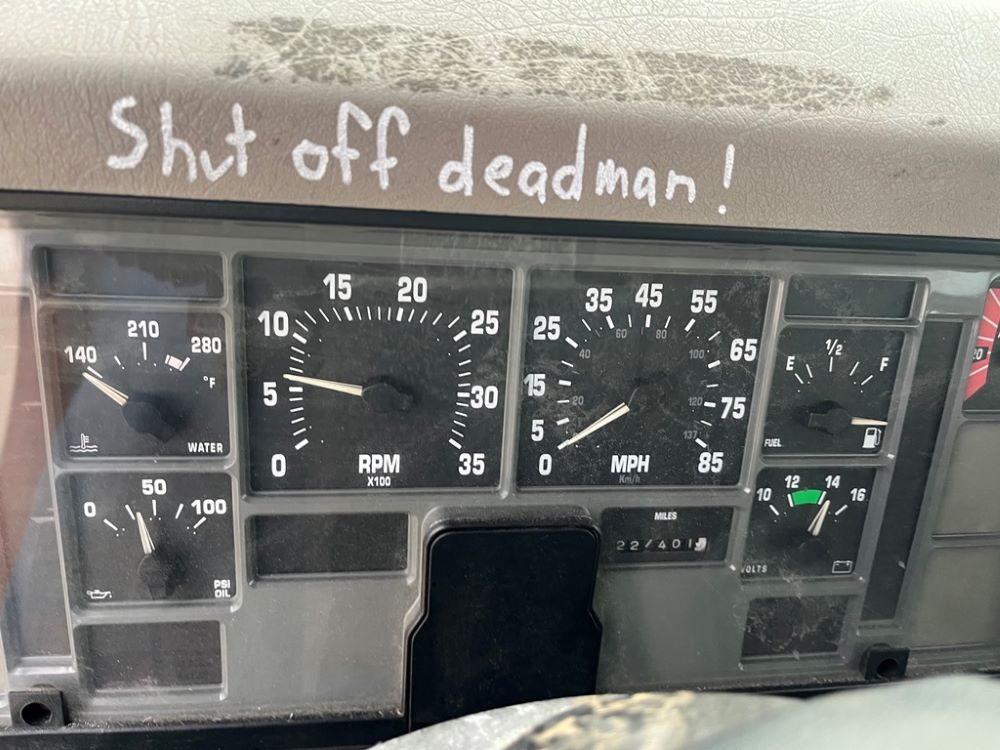 Shut off deadman!
140 210 280
°F
WATER
0 50 100
PSI
OIL
0 5 10 15 20 25 30 35
RPM
X100
0 5 15 25 35 45 55 65 75 85
20 40 60 80 100 120 137
MPH
Km/h
MILES
E 1/2 F
FUEL
10 12 14 16
VOLTS